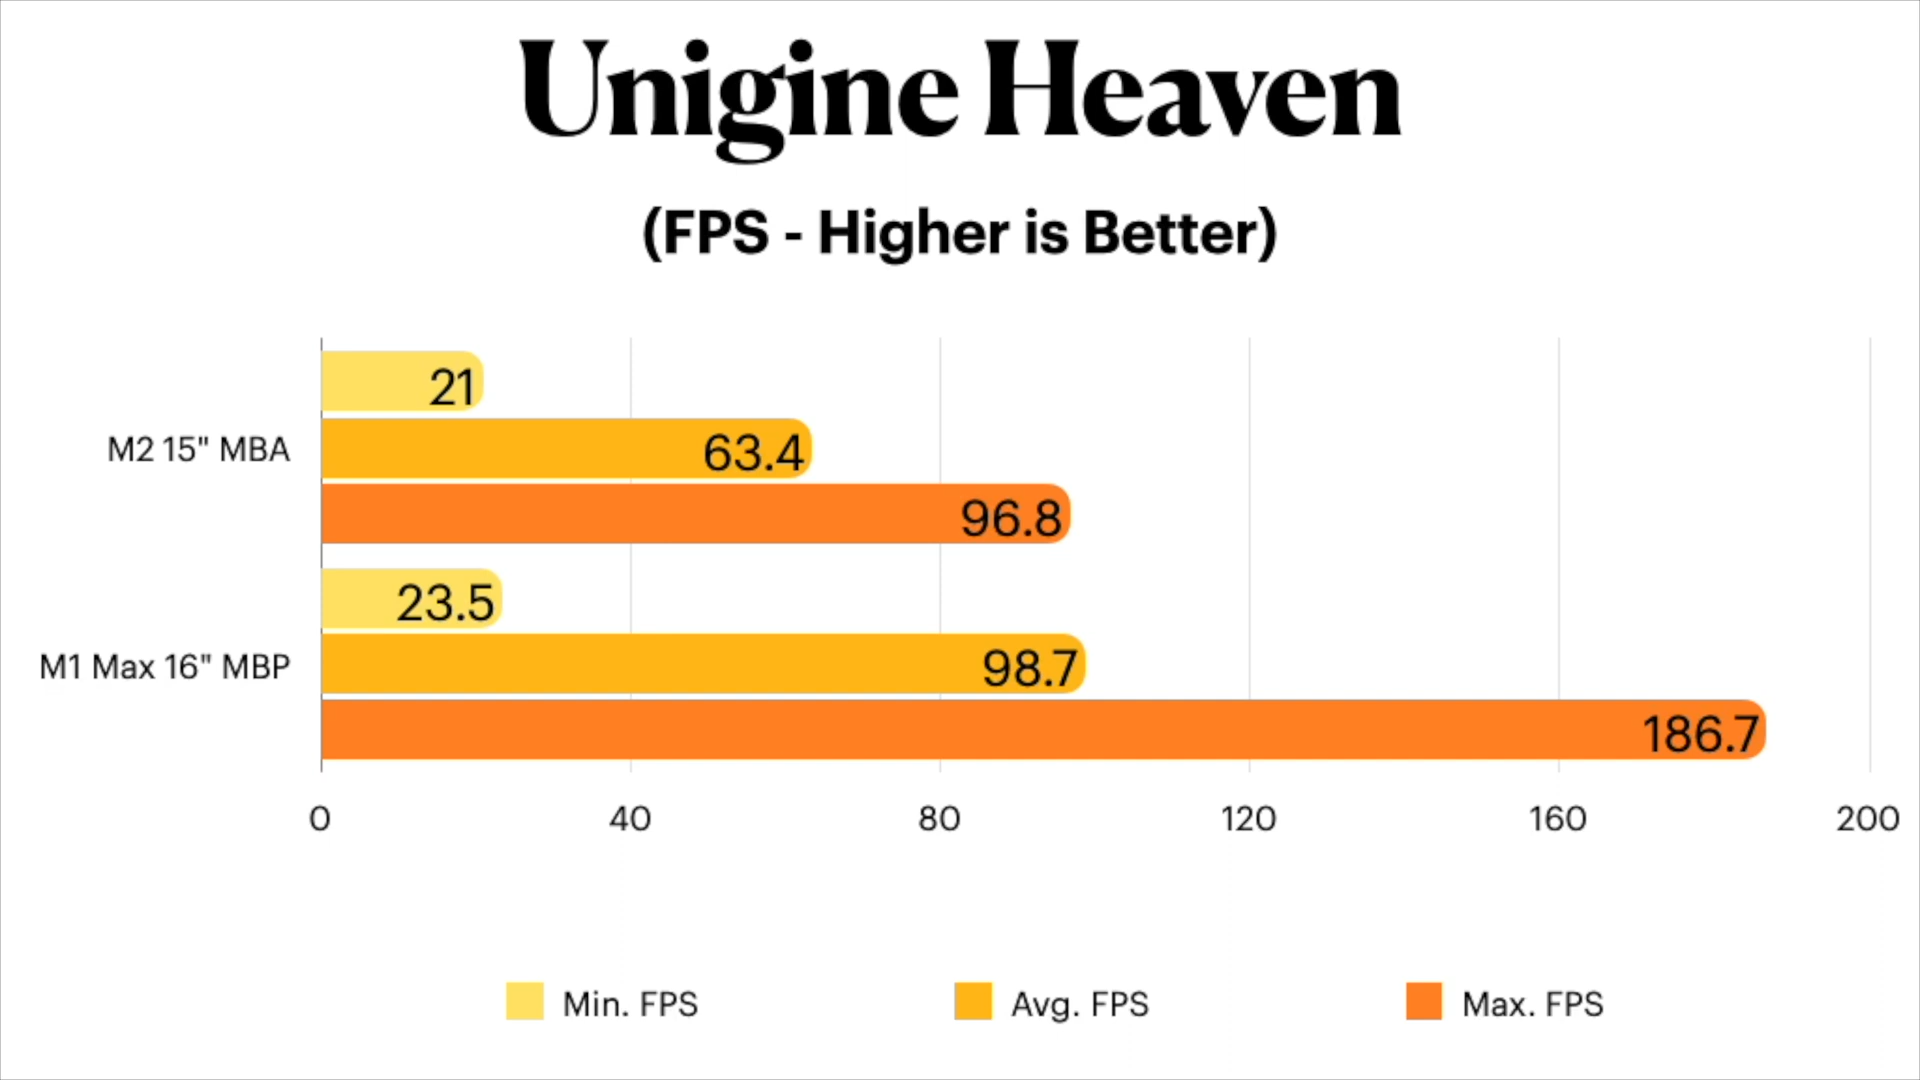 Unigine Heaven
(FPS - Higher is Better)
21
M2 15" MBA
63.4
96.8
23.5
M1 Max 16" MBP
98.7
186.7
0 40 80 120 160 200
Min. FPS Avg. FPS Max. FPS